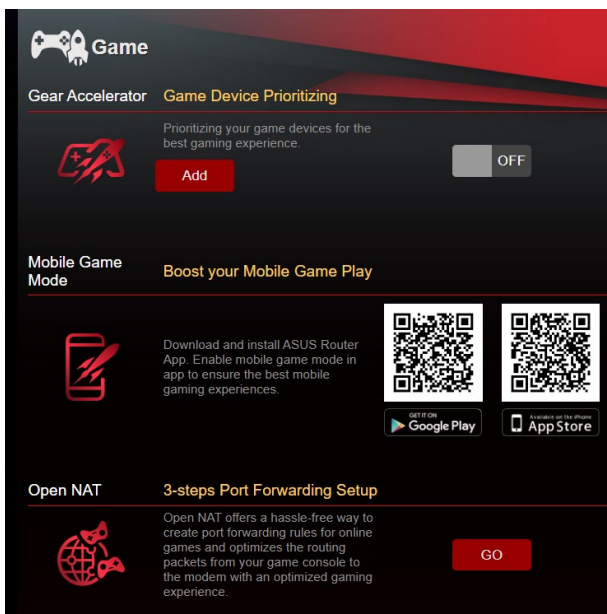 Game
Gear Accelerator
Game Device Prioritizing
Prioritizing your game devices for the
best gaming experience.
Add
OFF
Mobile Game
Mode
Boost your Mobile Game Play
Download and install ASUS Router
App. Enable mobile game mode in
app to ensure the best mobile
gaming experiences.
GET IT ON
Google Play
Available on the iPhone
App Store
Open NAT
3-steps Port Forwarding Setup
Open NAT offers a hassle-free way to
create port forwarding rules for online
games and optimizes the routing
packets from your game console to
the modem with an optimized gaming
experience.
GO